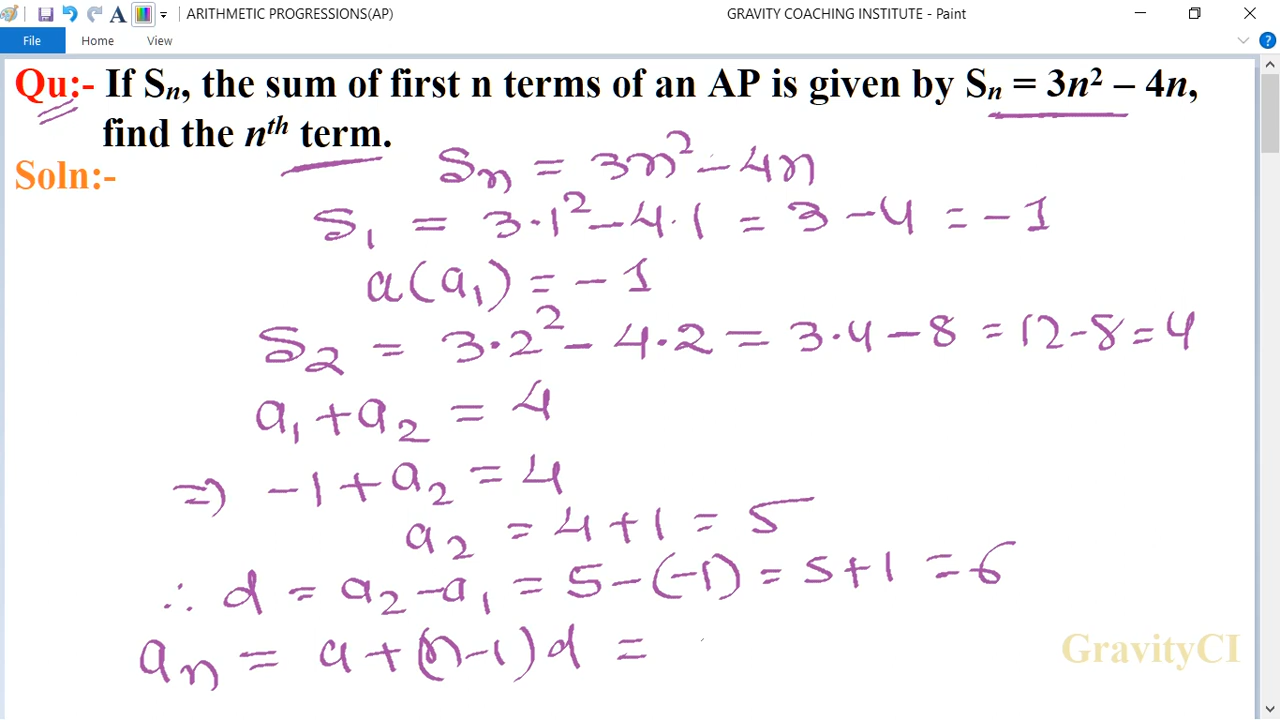 ARITHMETIC PROGRESSIONS(AP) GRAVITY COACHING INSTITUTE - Paint
File Home View
Qu:- If Sₙ, the sum of first n terms of an AP is given by Sₙ = 3n² – 4n,
find the nᵗʰ term.
Soln:- Sₙ = 3n² - 4n
S₁ = 3·1² - 4·1 = 3 - 4 = -1
a(a₁) = -1
S₂ = 3·2² - 4·2 = 3·4 - 8 = 12-8 = 4
a₁ + a₂ = 4
=) -1 + a₂ = 4
a₂ = 4+1 = 5
∴ d = a₂ - a₁ = 5 - (-1) = 5+1 = 6
aₙ = a + (n-1)d =
GravityCI